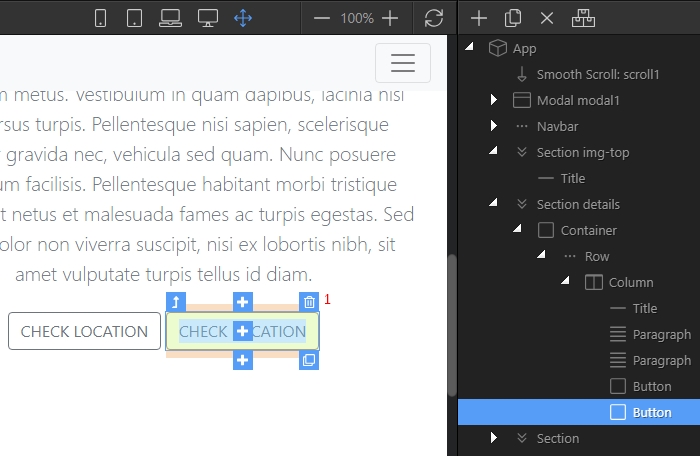 100%
m metus. Vestibulum in quam dapibus, lacinia nisl
rsus turpis. Pellentesque nisi sapien, scelerisque
gravida nec, vehicula sed quam. Nunc posuere
um facilisis. Pellentesque habitant morbi tristique
t netus et malesuada fames ac turpis egestas. Sed
olor non viverra suscipit, nisi ex lobortis nibh, sit
amet vulputate turpis tellus id diam.
CHECK LOCATION
CHECK CATION
1
App
Smooth Scroll: scroll1
Modal modal1
Navbar
Section img-top
Title
Section details
Container
Row
Column
Title
Paragraph
Paragraph
Button
Button
Section